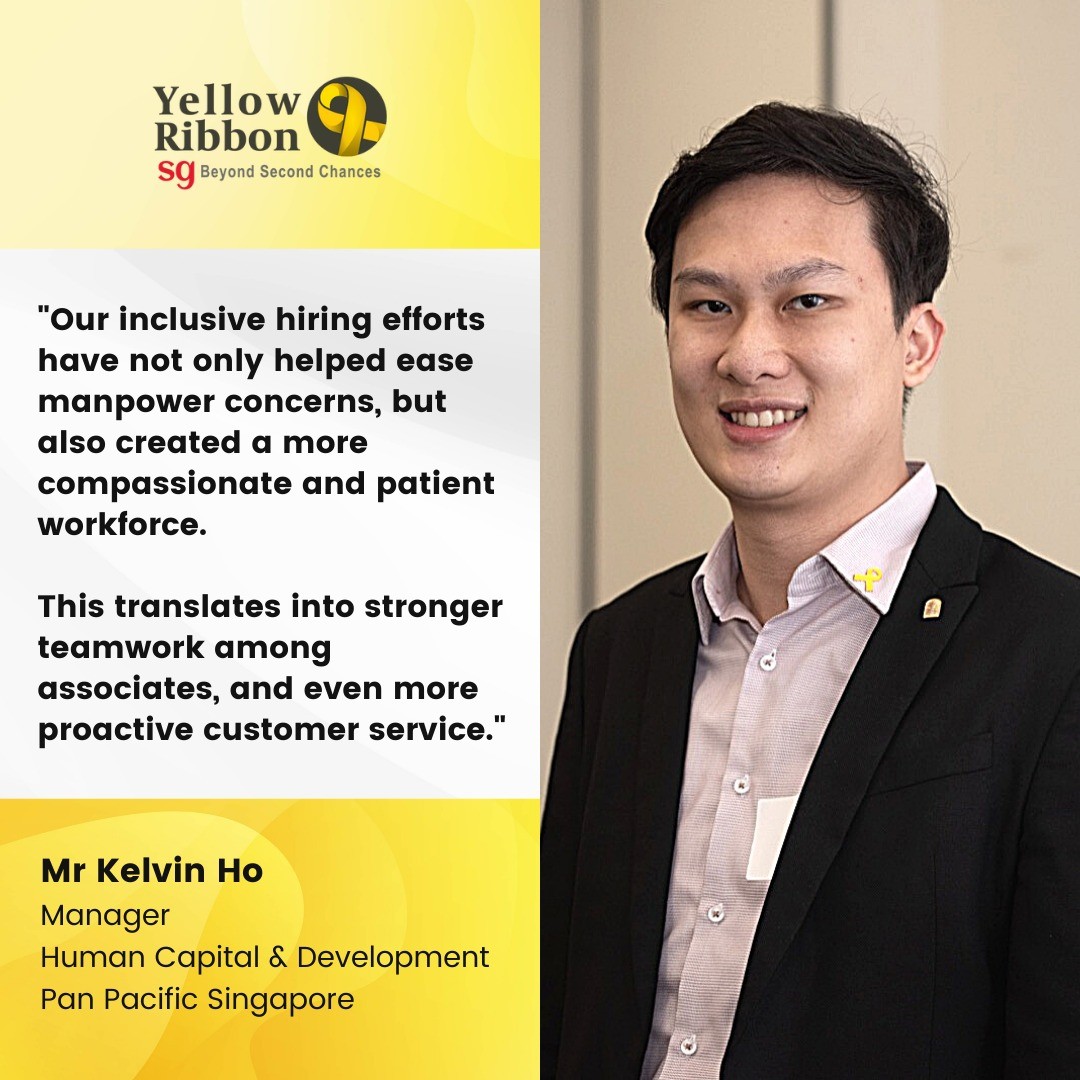 Yellow
Ribbon
sg Beyond Second Chances
"Our inclusive hiring efforts
have not only helped ease
manpower concerns, but
also created a more
compassionate and patient
workforce.
This translates into stronger
teamwork among
associates, and even more
proactive customer service."
Mr Kelvin Ho
Manager
Human Capital & Development
Pan Pacific Singapore